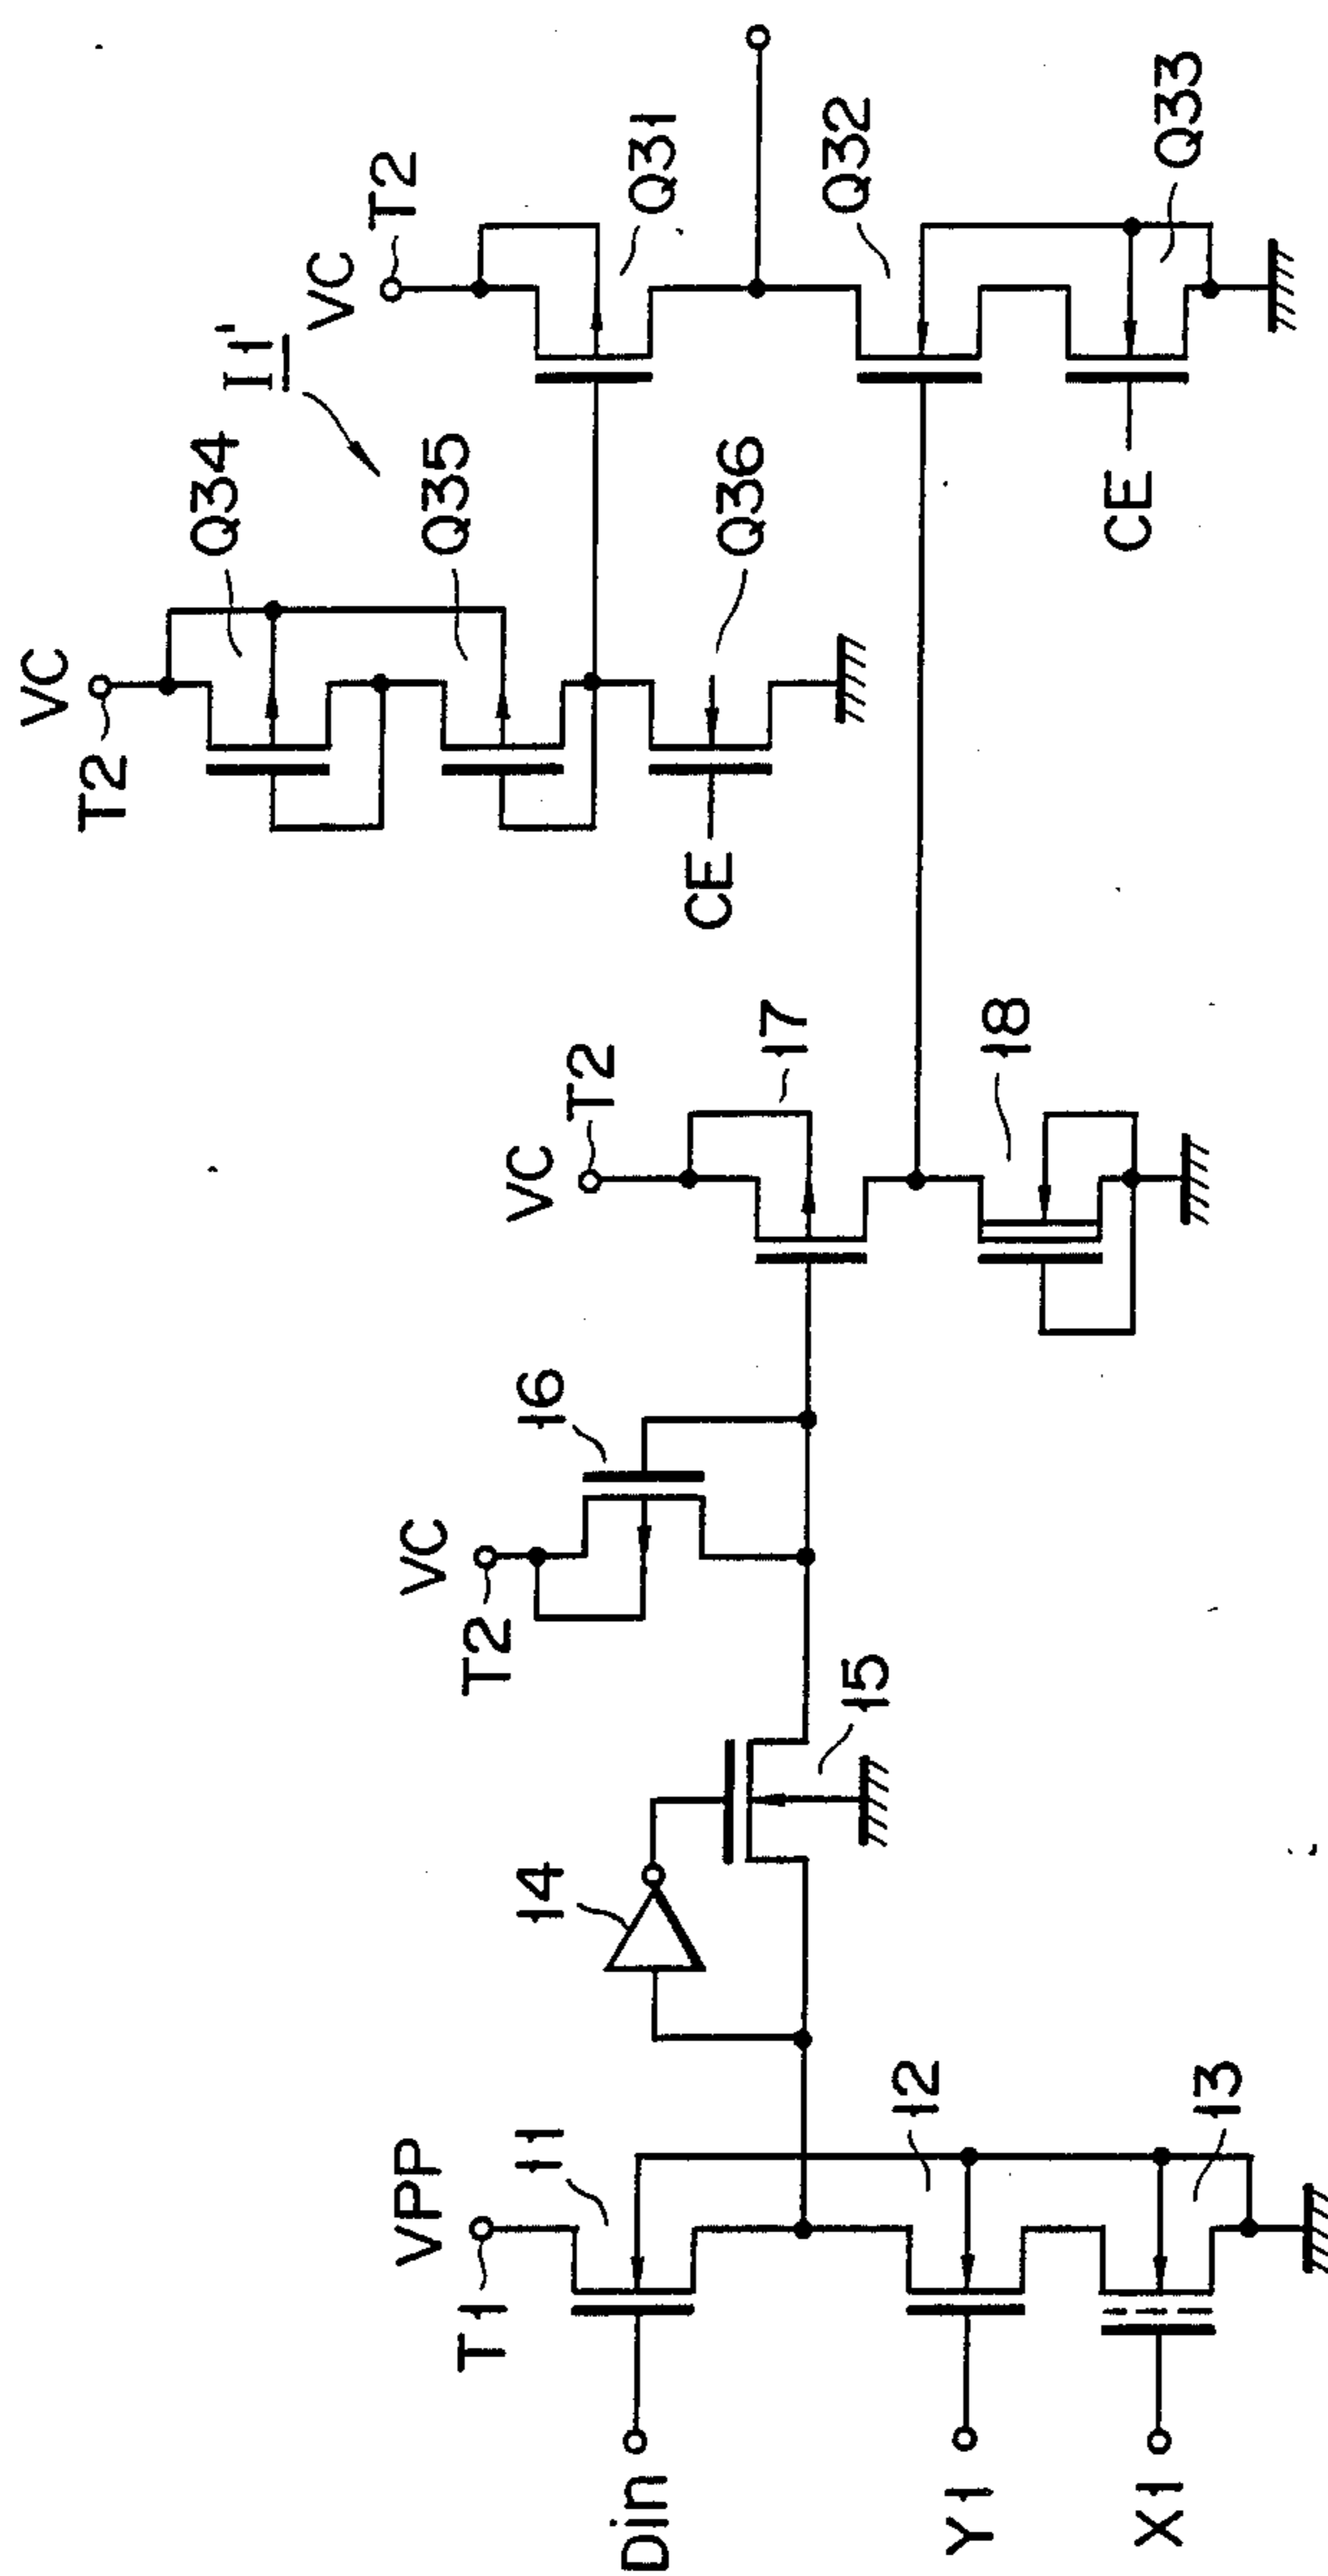 VPP
T1
11
Din
12
Y1
13
X1
14
15
VC
T2
16
VC
T2
17
18
VC
T2
Q34
Q35
Q36
CE
I1'
VC
T2
Q31
Q32
Q33
CE